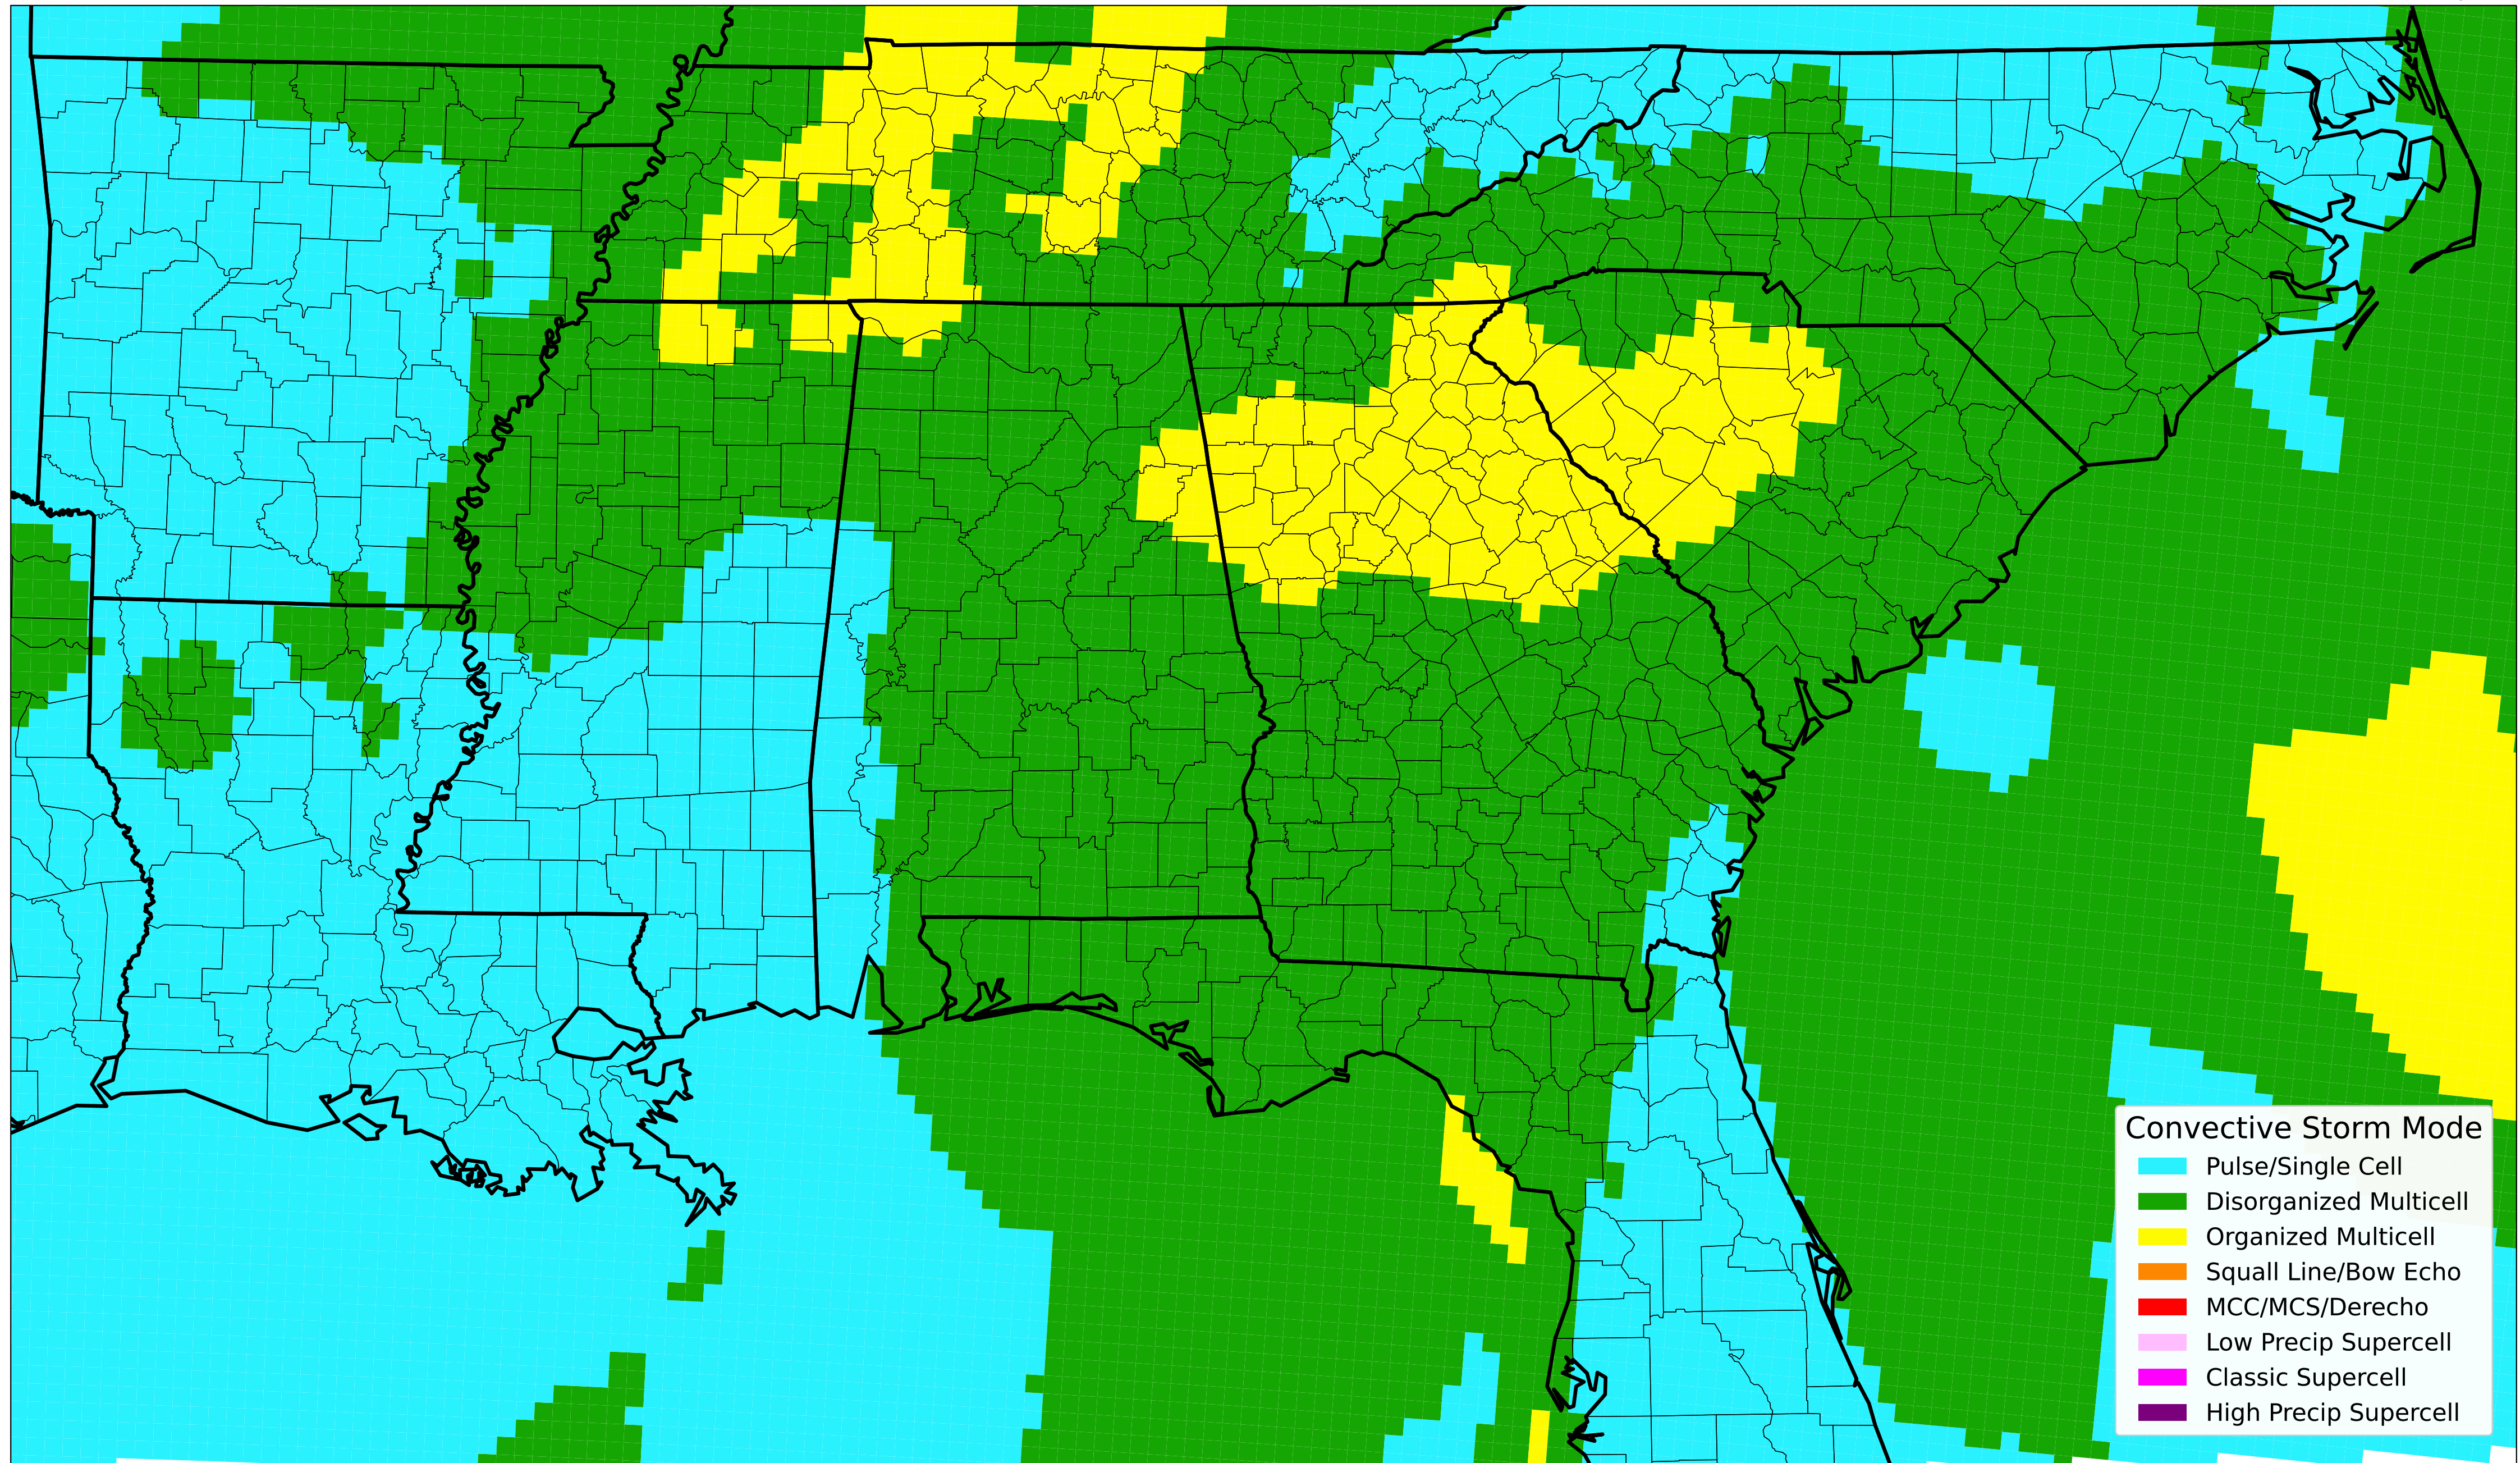 Convective Storm Mode
Pulse/Single Cell
Disorganized Multicell
Organized Multicell
Squall Line/Bow Echo
MCC/MCS/Derecho
Low Precip Supercell
Classic Supercell
High Precip Supercell